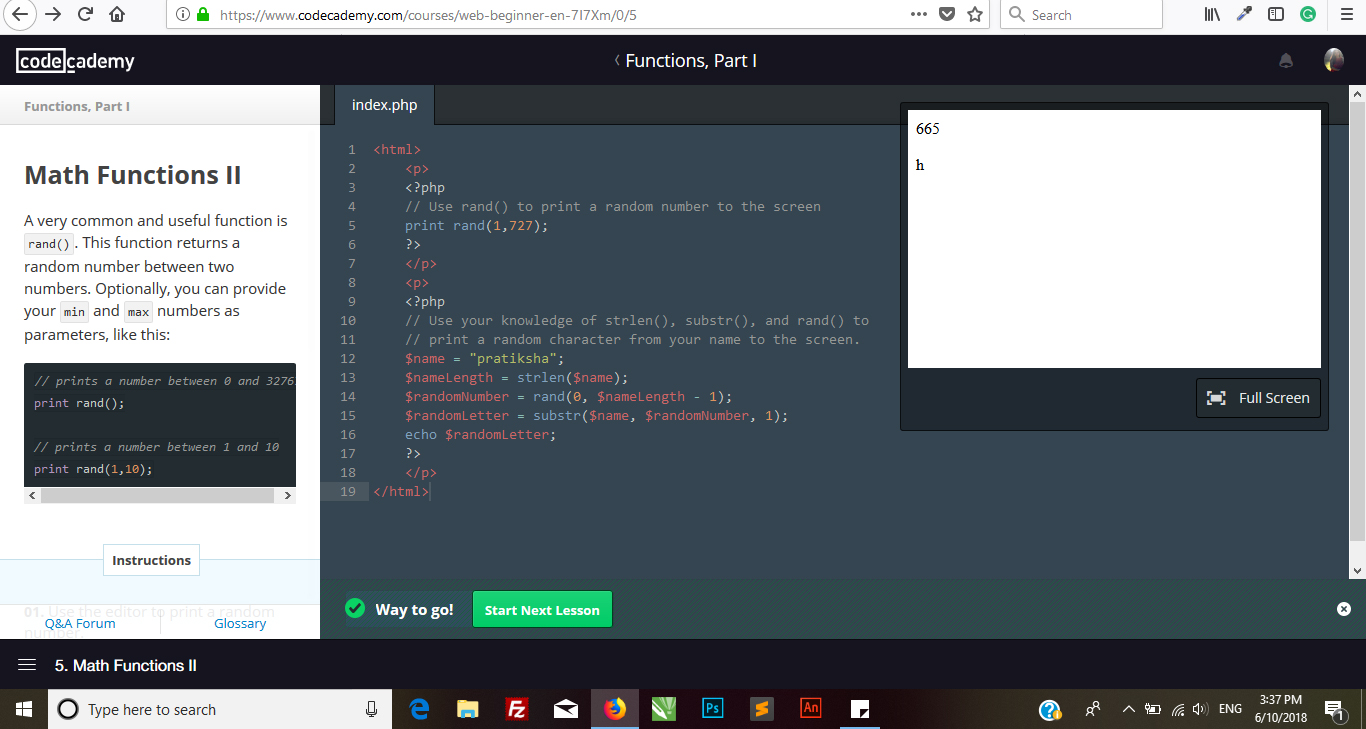 https://www.codecademy.com/courses/web-beginner-en-7I7Xm/0/5
Search
codecademy
Functions, Part I
Functions, Part I
index.php
Math Functions II
A very common and useful function is
rand() . This function returns a
random number between two
numbers. Optionally, you can provide
your min and max numbers as
parameters, like this:
// prints a number between 0 and 3276
print rand();
// prints a number between 1 and 10
print rand(1,10);
Instructions
01. Use the editor to print a random
number.
Q&A Forum
Glossary
1 <html>
2 <p>
3 <?php
4 // Use rand() to print a random number to the screen
5 print rand(1,727);
6 ?>
7 </p>
8 <p>
9 <?php
10 // Use your knowledge of strlen(), substr(), and rand() to
11 // print a random character from your name to the screen.
12 $name = "pratiksha";
13 $nameLength = strlen($name);
14 $randomNumber = rand(0, $nameLength - 1);
15 $randomLetter = substr($name, $randomNumber, 1);
16 echo $randomLetter;
17 ?>
18 </p>
19 </html>
665
h
Full Screen
Way to go!
Start Next Lesson
5. Math Functions II
Type here to search
Fz
Ps
An
ENG
3:37 PM
6/10/2018
1